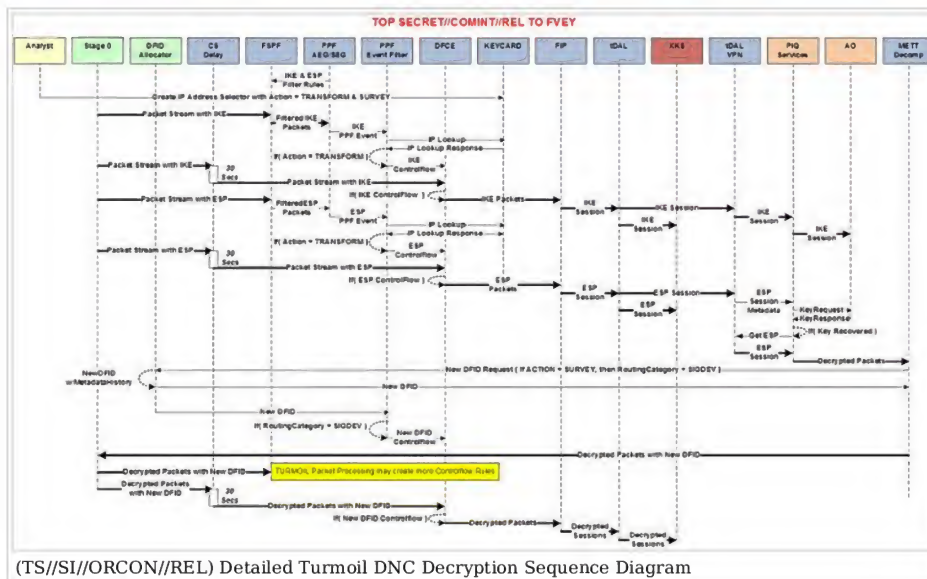 TOP SECRET//COMINT//REL TO FVEY
Analyst
Stage 0
DFID Allocator
CS Delay
FSPF
PPF AEG/SEG
PPF Event Filter
DFCE
KEYCARD
FIP
tDAL
KKS
tDAL VPN
PIQ Services
AO
METT Decomp
IKE & ESP
Filter Rules
Create IP Address Selector with Action = TRANSFORM & SURVEY
Packet Stream with IKE
Filtered IKE
Packets
IKE
PPF Event
IP Lookup
IP Lookup Response
If( Action = TRANSFORM )
IKE
Controlflow
Packet Stream with IKE
30
Secs
Packet Stream with IKE
If( IKE ControlFlow )
IKE Packets
Packet Stream with ESP
Filtered ESP
Packets
IKE
Session
IKE Session
IKE
Session
IKE
Session
IKE
Session
ESP
PPF Event
IP Lookup
IP Lookup Response
If( Action = TRANSFORM )
ESP
Controlflow
Packet Stream with ESP
30
Secs
Packet Stream with ESP
If( ESP ControlFlow )
ESP
Packets
ESP
Session
ESP Session
ESP
Session
ESP
Session
Metadata
KeyRequest
KeyResponse
If( Key Recovered )
Get ESP
ESP
Session
Decrypted Packets
New DFID Request ( If ACTION = SURVEY, then RoutingCategory = SIGDEV )
NewDFID
w/MetadataHistory
New DFID
New DFID
If( RoutingCategory = SIGDEV )
New DFID
Controlflow
Decrypted Packets with New DFID
Decrypted Packets with New DFID
TURMOIL Packet Processing may create more Controlflow Rules
Decrypted Packets
with New DFID
30
Secs
Decrypted Packets with New DFID
If( New DFID Controlflow )
Decrypted Packets
Decrypted
Sessions
Decrypted
Sessions
(TS//SI//ORCON//REL) Detailed Turmoil DNC Decryption Sequence Diagram